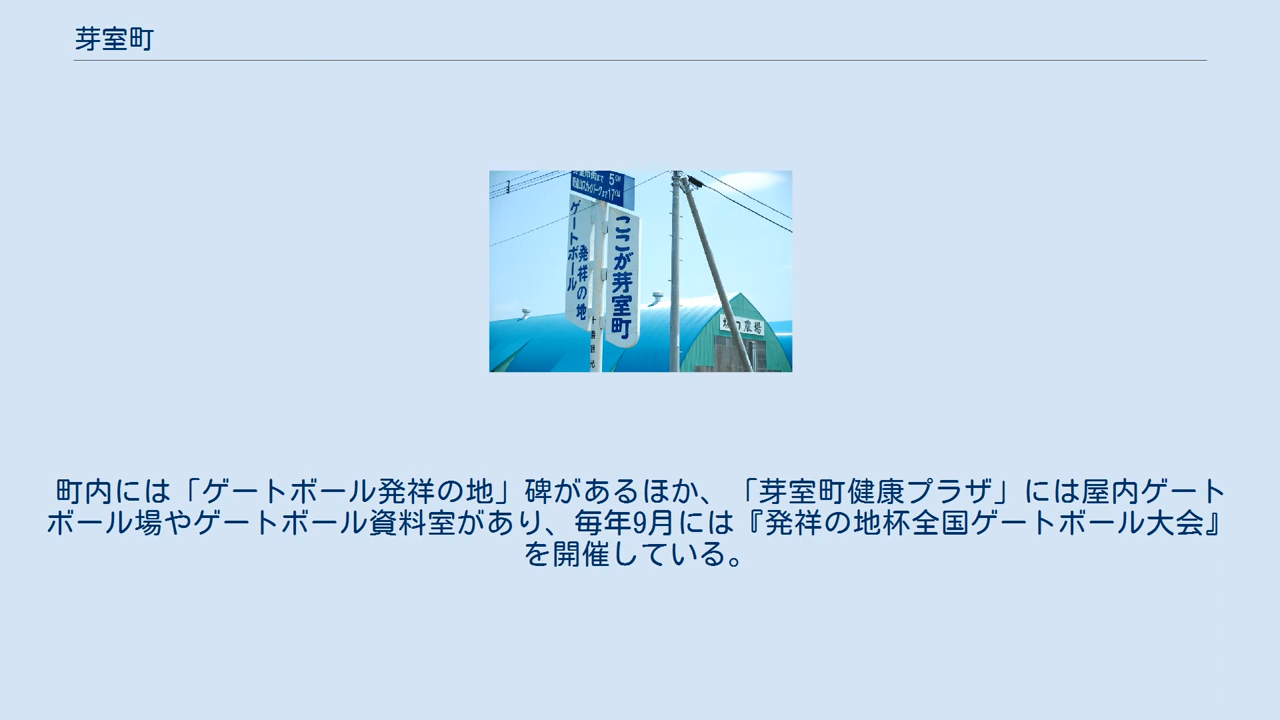 芽室町
5
ゲートボール
発祥の地
ここが芽室町
農場
町内には「ゲートボール発祥の地」碑があるほか、「芽室町健康プラザ」には屋内ゲート
ボール場やゲートボール資料室があり、毎年9月には『発祥の地杯全国ゲートボール大会』
を開催している。